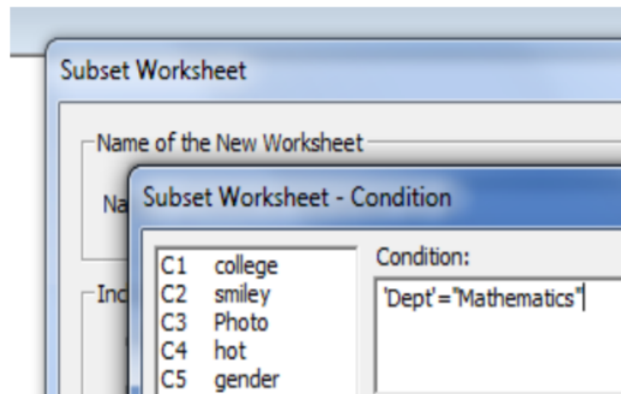 Subset Worksheet
Name of the New Worksheet
Na
Subset Worksheet - Condition
Condition:
Inc
C1 college
C2 smiley
C3 Photo
C4 hot
C5 gender
'Dept'="Mathematics"